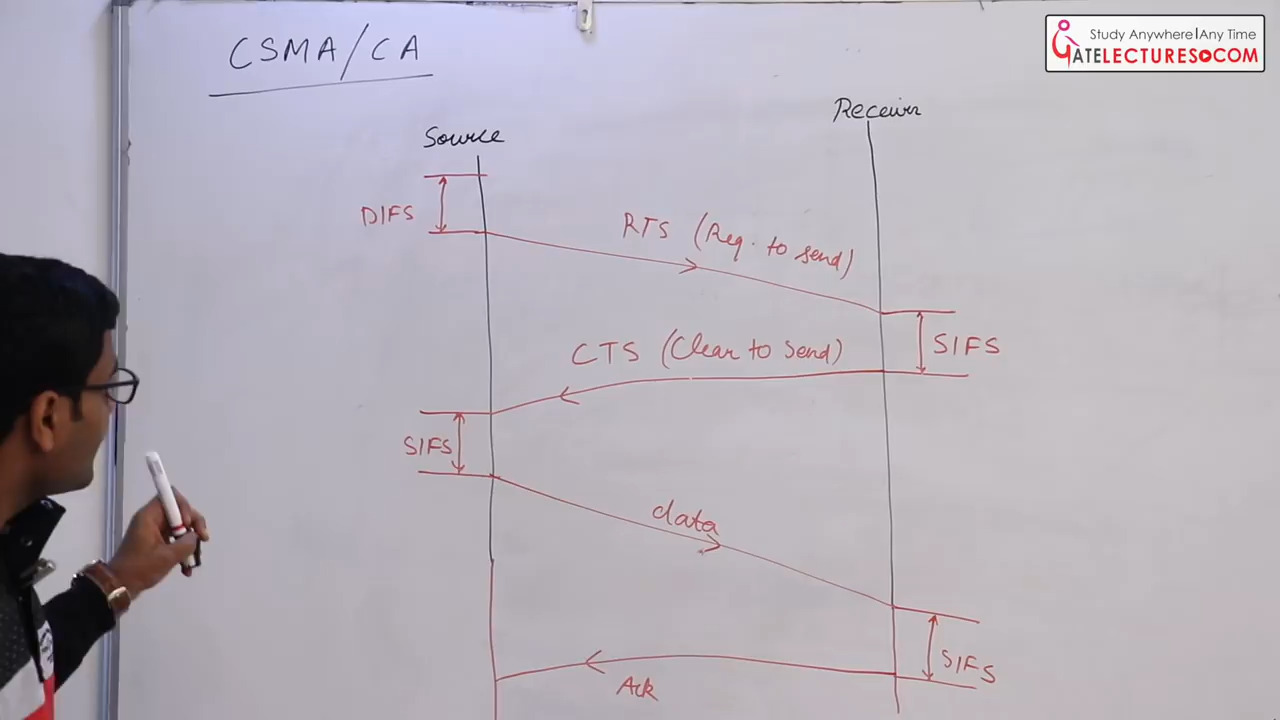 CSMA/CA
Study Anywhere|Any Time
GATELECTURES.COM
Source
Receiver
DIFS
RTS (Req. to send)
SIFS
CTS (Clear to send)
SIFS
data
SIFS
Ack